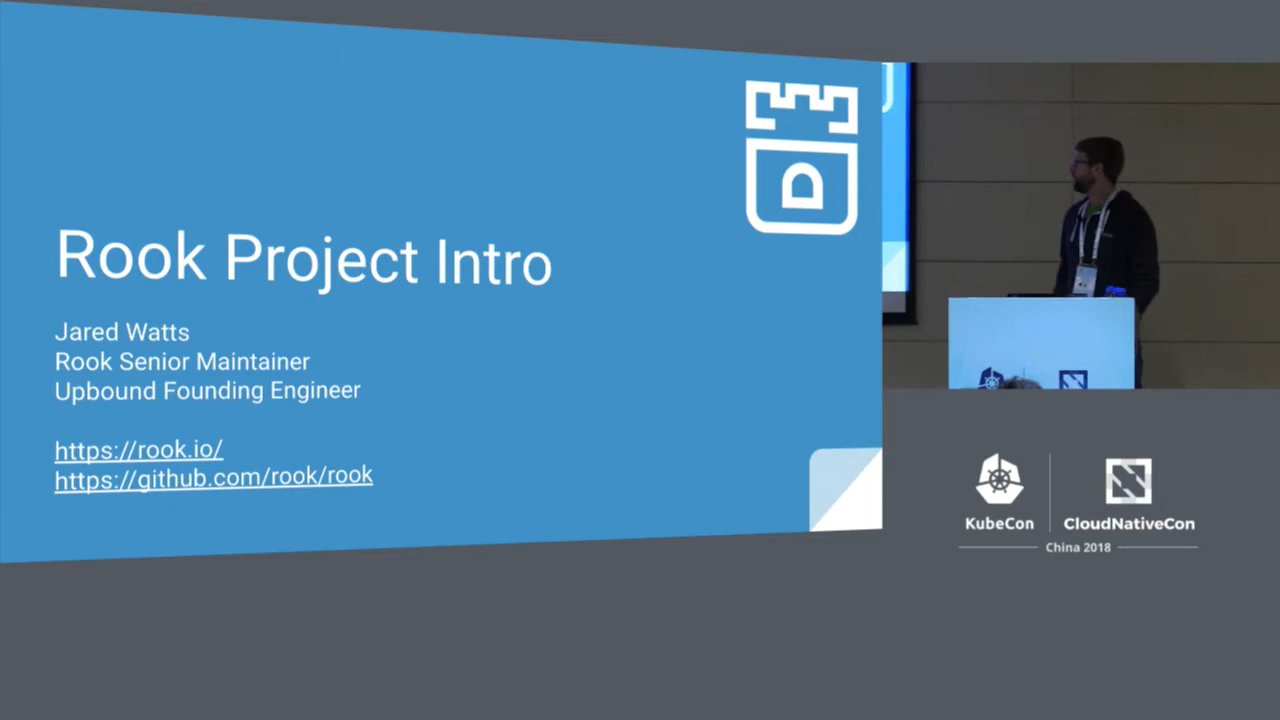 Rook Project Intro
Jared Watts
Rook Senior Maintainer
Upbound Founding Engineer
https://rook.io/
https://github.com/rook/rook
KubeCon
CloudNativeCon
China 2018